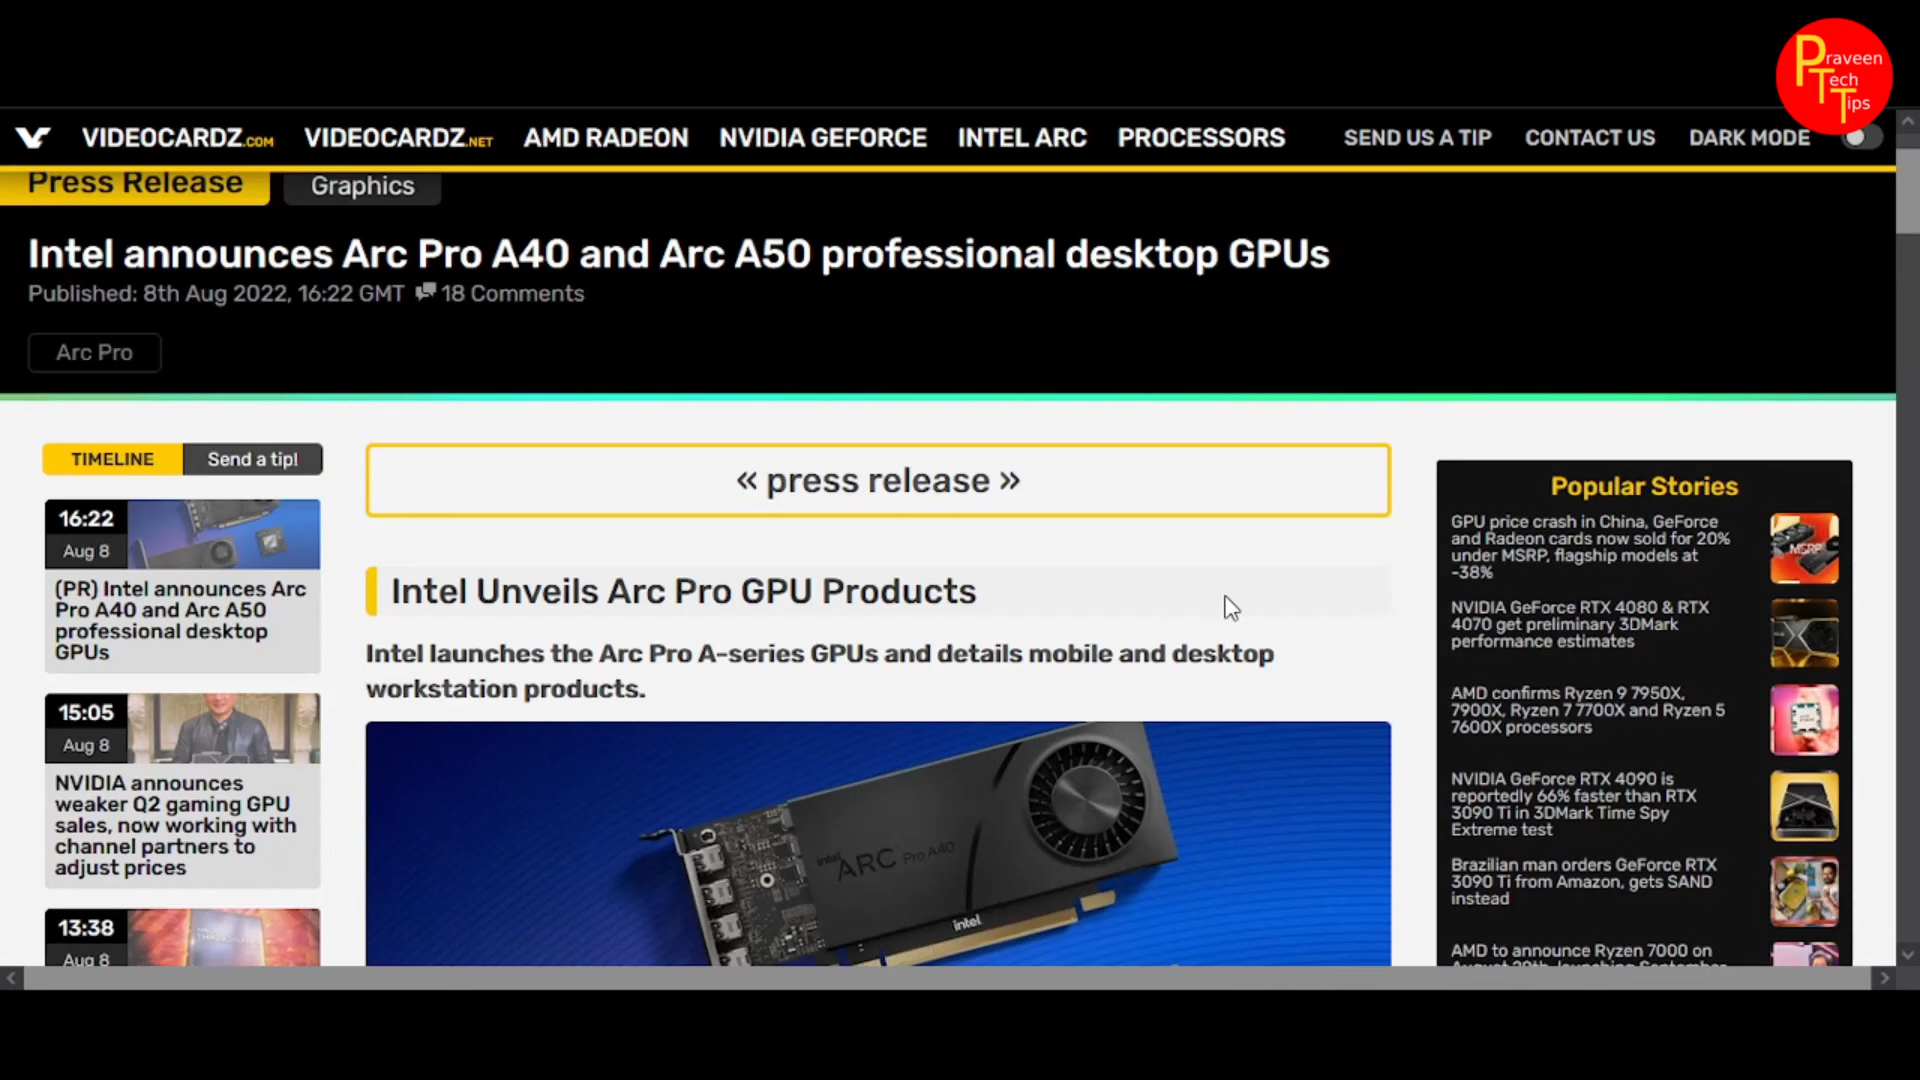 Praveen
Tech
Tips
VIDEOCARDZ.COM
VIDEOCARDZ.NET
AMD RADEON
NVIDIA GEFORCE
INTEL ARC
PROCESSORS
SEND US A TIP
CONTACT US
DARK MODE
Press Release
Graphics
Intel announces Arc Pro A40 and Arc A50 professional desktop GPUs
Published: 8th Aug 2022, 16:22 GMT 18 Comments
Arc Pro
TIMELINE
Send a tip!
16:22
Aug 8
(PR) Intel announces Arc
Pro A40 and Arc A50
professional desktop
GPUs
15:05
Aug 8
NVIDIA announces
weaker Q2 gaming GPU
sales, now working with
channel partners to
adjust prices
13:38
Aug 8
« press release »
Intel Unveils Arc Pro GPU Products
Intel launches the Arc Pro A-series GPUs and details mobile and desktop
workstation products.
intel ARC Pro A40
intel
Popular Stories
GPU price crash in China, GeForce
and Radeon cards now sold for 20%
under MSRP, flagship models at
-38%
MSRP
NVIDIA GeForce RTX 4080 & RTX
4070 get preliminary 3DMark
performance estimates
AMD confirms Ryzen 9 7950X,
7900X, Ryzen 7 7700X and Ryzen 5
7600X processors
NVIDIA GeForce RTX 4090 is
reportedly 66% faster than RTX
3090 Ti in 3DMark Time Spy
Extreme test
Brazilian man orders GeForce RTX
3090 Ti from Amazon, gets SAND
instead
AMD to announce Ryzen 7000 on